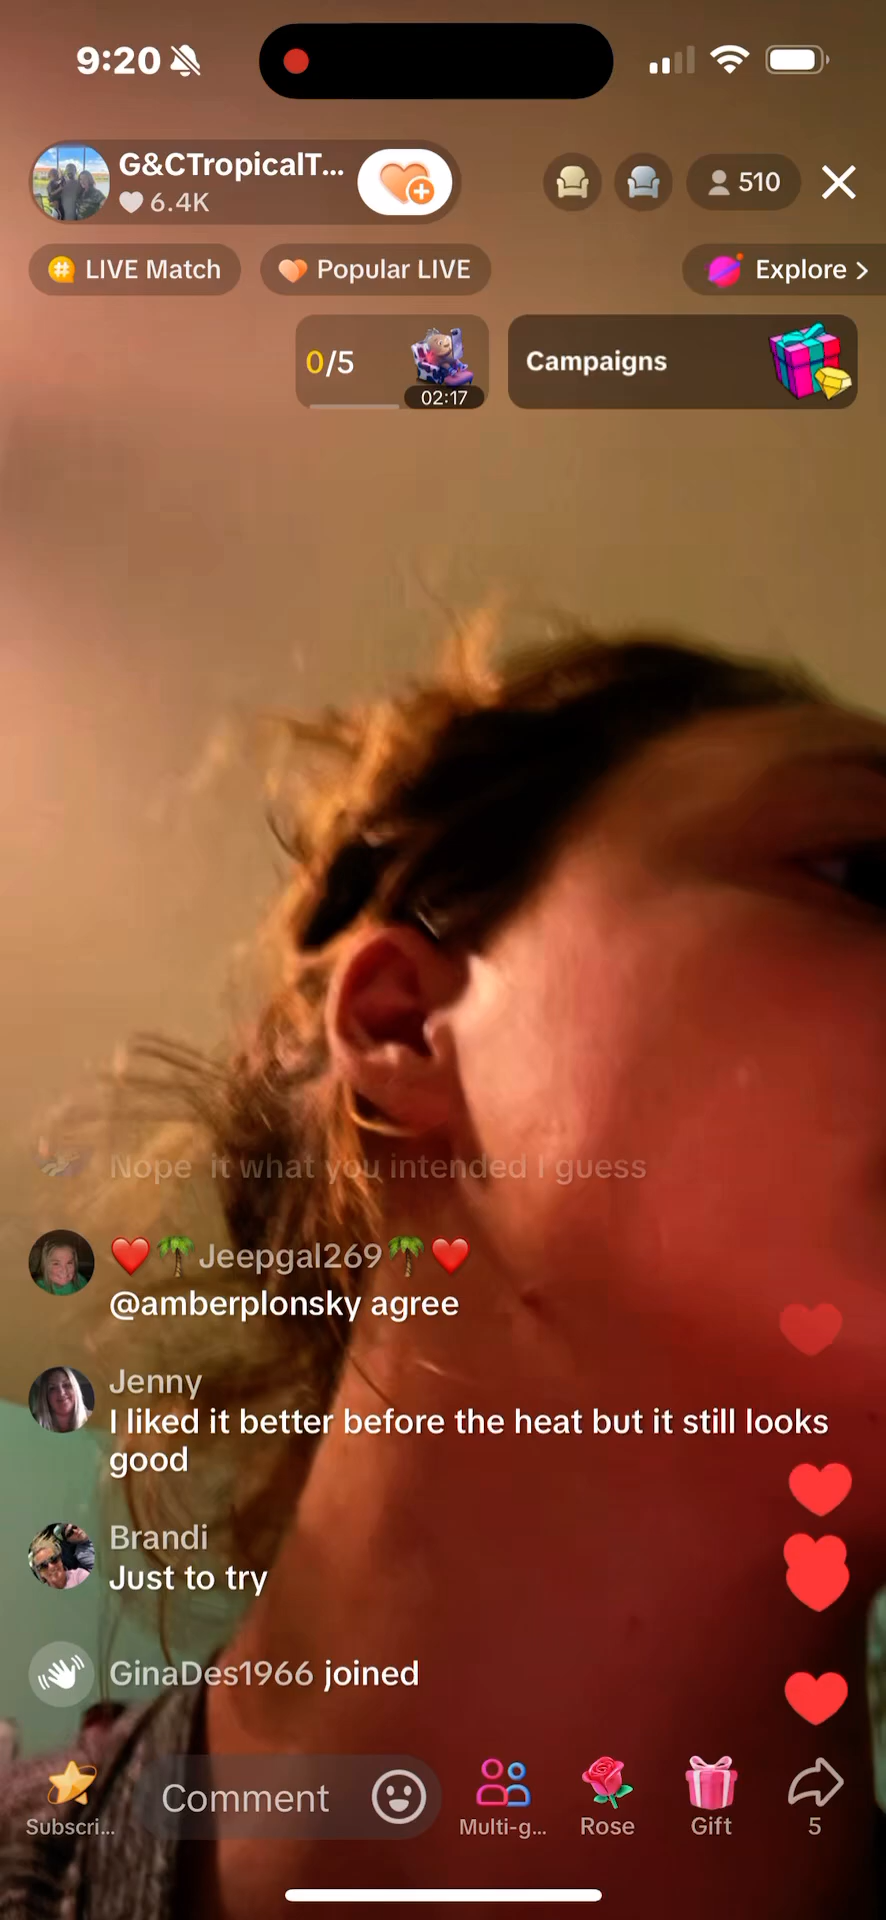 9:20
G&CTropicalT...
6.4K
510
LIVE Match
Popular LIVE
Explore >
0/5
02:17
Campaigns
Nope it what you intended I guess
❤️🌴Jeepgal269🌴❤️
@amberplonsky agree
Jenny
I liked it better before the heat but it still looks
good
Brandi
Just to try
GinaDes1966 joined
Subscri...
Comment
Multi-g...
Rose
Gift
5